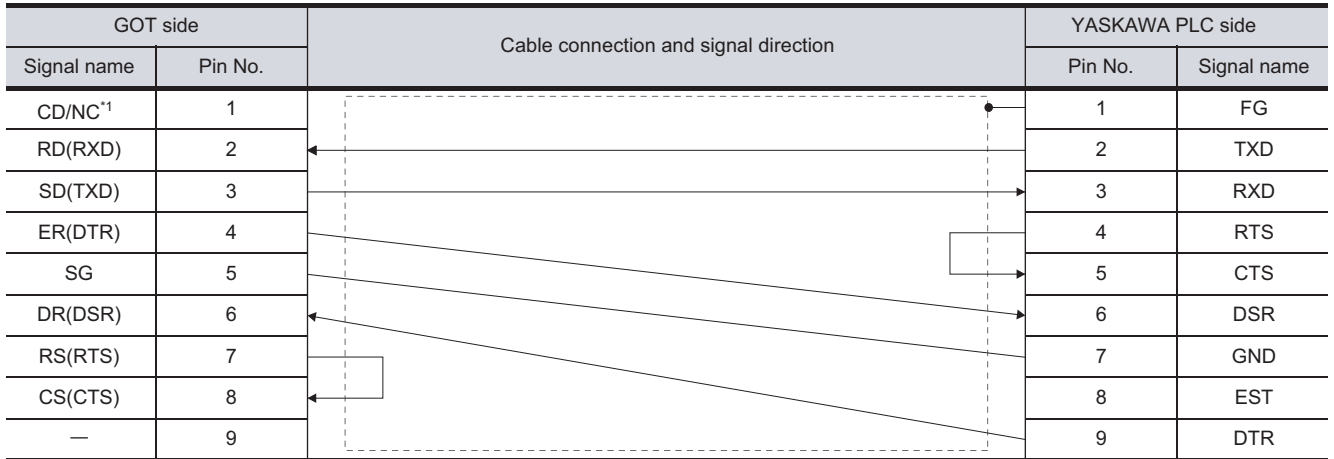 GOT side Cable connection and signal direction YASKAWA PLC side
Signal name Pin No. Pin No. Signal name
CD/NC*1 1 1 FG
RD(RXD) 2 2 TXD
SD(TXD) 3 3 RXD
ER(DTR) 4 4 RTS
SG 5 5 CTS
DR(DSR) 6 6 DSR
RS(RTS) 7 7 GND
CS(CTS) 8 8 EST
— 9 9 DTR